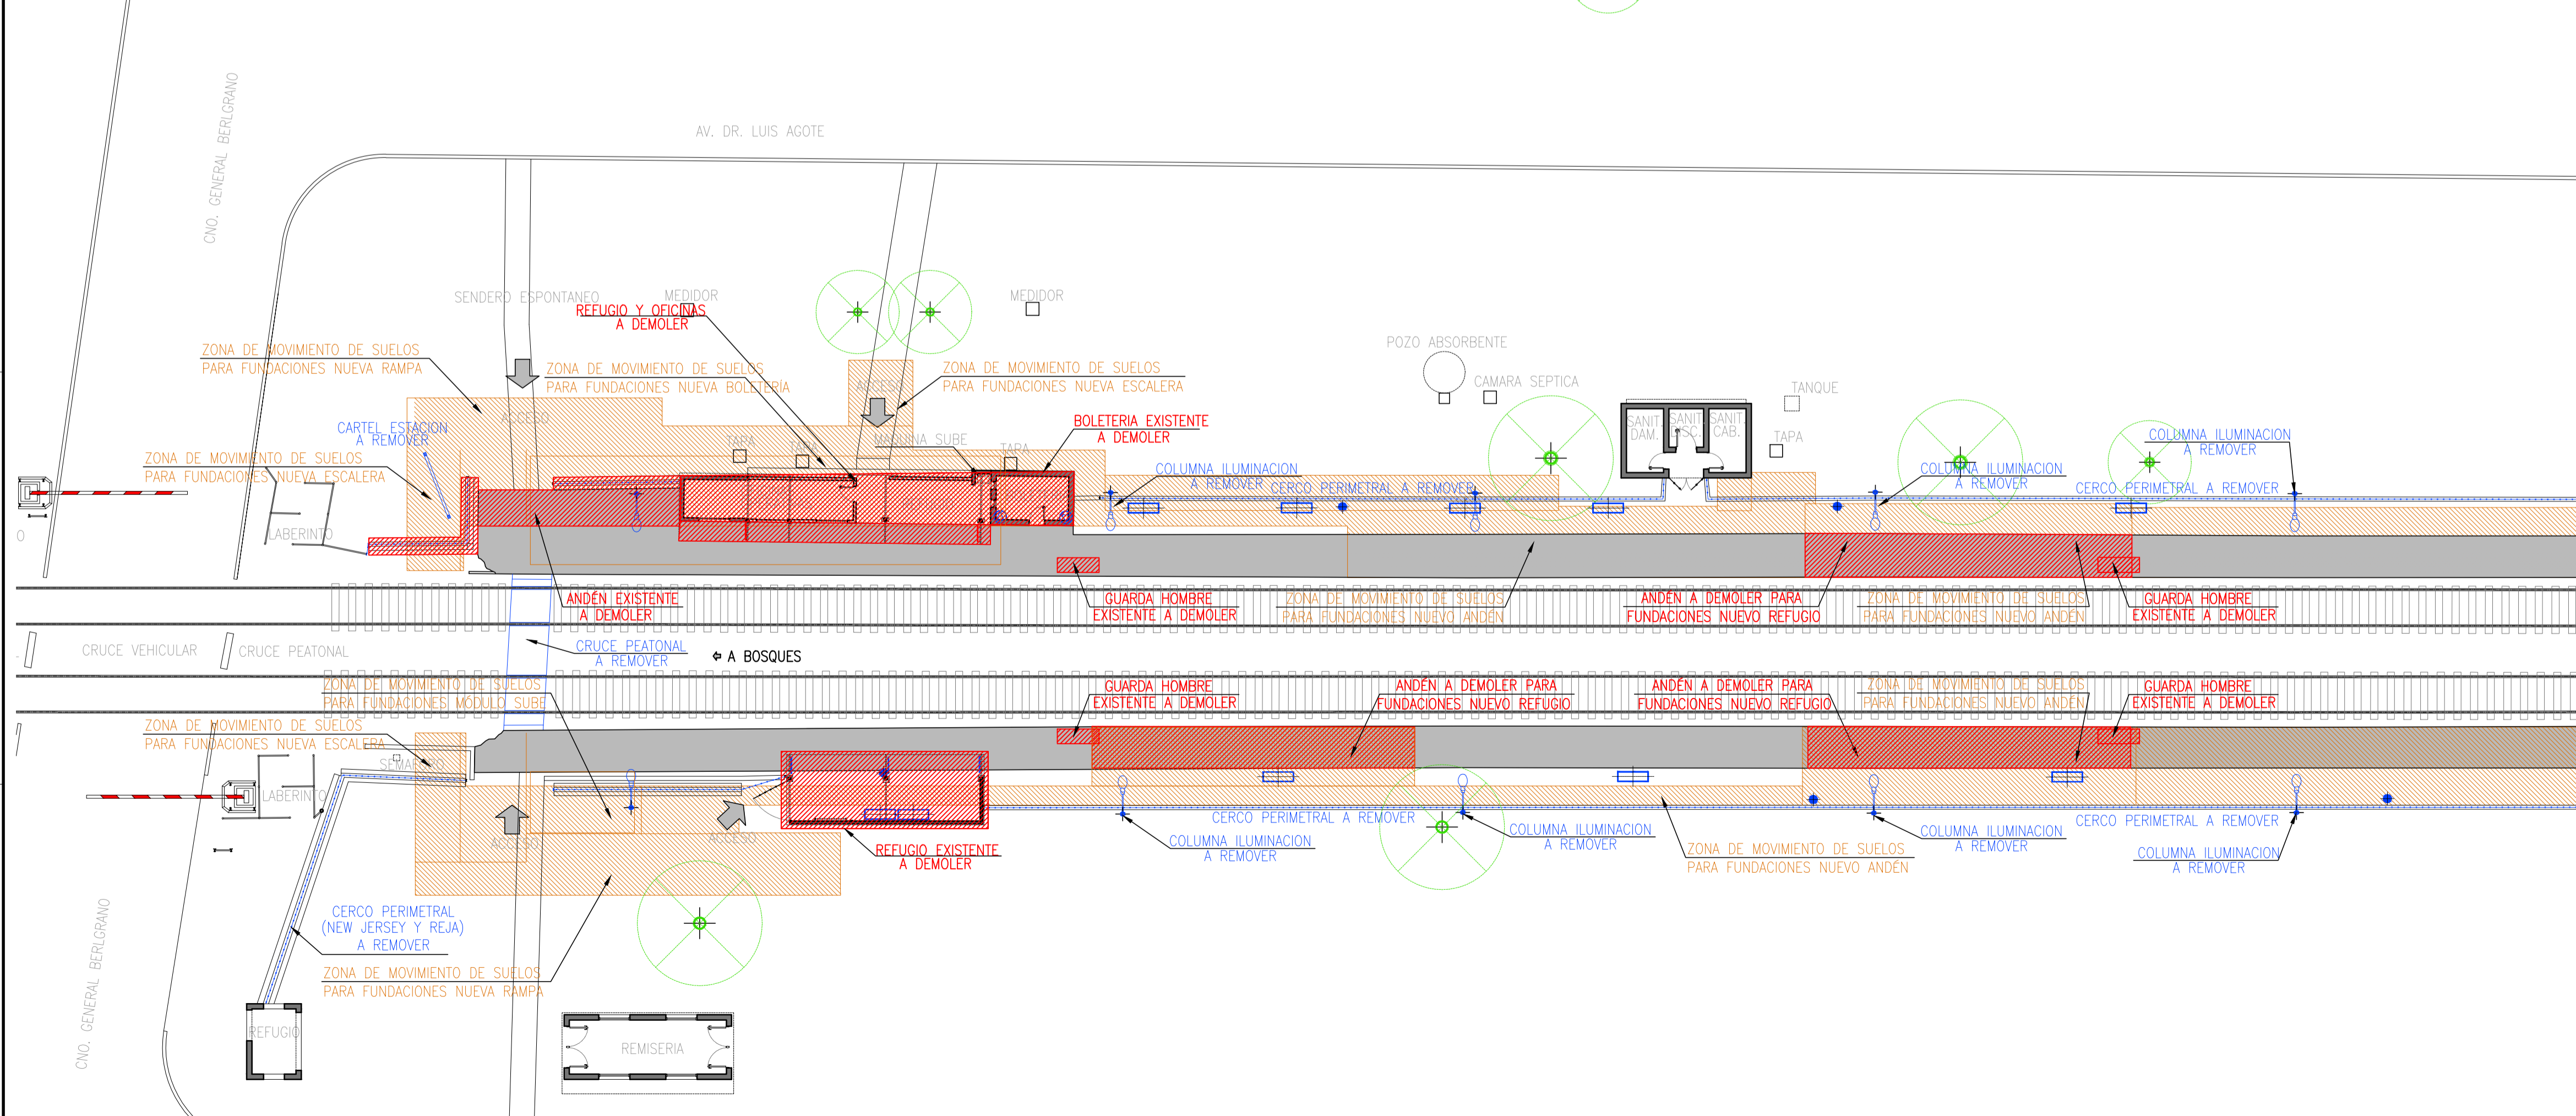 CNO. GENERAL BERLGRANO
AV. DR. LUIS AGOTE
SENDERO ESPONTANEO
MEDIDOR
MEDIDOR
REFUGIO Y OFICINAS
A DEMOLER
ZONA DE MOVIMIENTO DE SUELOS
PARA FUNDACIONES NUEVA RAMPA
ZONA DE MOVIMIENTO DE SUELOS
PARA FUNDACIONES NUEVA BOLETERÍA
ACCESO
ZONA DE MOVIMIENTO DE SUELOS
PARA FUNDACIONES NUEVA ESCALERA
POZO ABSORBENTE
CAMARA SEPTICA
TANQUE
ACCESO
CARTEL ESTACION
A REMOVER
TAPA
TAPA
MAQUINA SUBE
TAPA
BOLETERIA EXISTENTE
A DEMOLER
SANIT.
DAM.
SANIT.
DISC.
SANIT.
CAB.
TAPA
COLUMNA ILUMINACION
A REMOVER
ZONA DE MOVIMIENTO DE SUELOS
PARA FUNDACIONES NUEVA ESCALERA
COLUMNA ILUMINACION
A REMOVER
CERCO PERIMETRAL A REMOVER
COLUMNA ILUMINACION
A REMOVER
CERCO PERIMETRAL A REMOVER
O
LABERINTO
ANDÉN EXISTENTE
A DEMOLER
GUARDA HOMBRE
EXISTENTE A DEMOLER
ZONA DE MOVIMIENTO DE SUELOS
PARA FUNDACIONES NUEVO ANDÉN
ANDÉN A DEMOLER PARA
FUNDACIONES NUEVO REFUGIO
ZONA DE MOVIMIENTO DE SUELOS
PARA FUNDACIONES NUEVO ANDÉN
GUARDA HOMBRE
EXISTENTE A DEMOLER
CRUCE VEHICULAR
CRUCE PEATONAL
CRUCE PEATONAL
A REMOVER
A BOSQUES
ZONA DE MOVIMIENTO DE SUELOS
PARA FUNDACIONES MÓDULO SUBE
GUARDA HOMBRE
EXISTENTE A DEMOLER
ANDÉN A DEMOLER PARA
FUNDACIONES NUEVO REFUGIO
ANDÉN A DEMOLER PARA
FUNDACIONES NUEVO REFUGIO
ZONA DE MOVIMIENTO DE SUELOS
PARA FUNDACIONES NUEVO ANDÉN
GUARDA HOMBRE
EXISTENTE A DEMOLER
ZONA DE MOVIMIENTO DE SUELOS
PARA FUNDACIONES NUEVA ESCALERA
SEMAFORO
LABERINTO
ACCESO
ACCESO
REFUGIO EXISTENTE
A DEMOLER
CERCO PERIMETRAL A REMOVER
COLUMNA ILUMINACION
A REMOVER
COLUMNA ILUMINACION
A REMOVER
ZONA DE MOVIMIENTO DE SUELOS
PARA FUNDACIONES NUEVO ANDÉN
COLUMNA ILUMINACION
A REMOVER
CERCO PERIMETRAL A REMOVER
COLUMNA ILUMINACION
A REMOVER
CERCO PERIMETRAL
(NEW JERSEY Y REJA)
A REMOVER
ZONA DE MOVIMIENTO DE SUELOS
PARA FUNDACIONES NUEVA RAMPA
CNO. GENERAL BERLGRANO
REFUGIO
REMISERIA